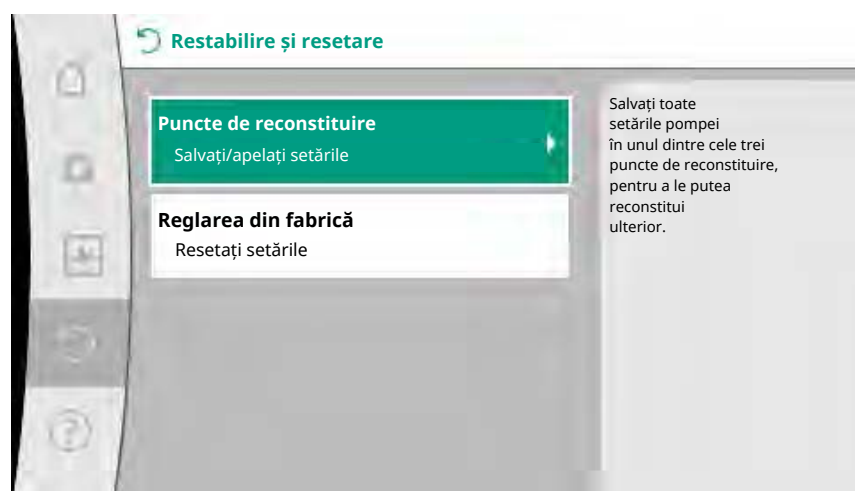 Restabilire și resetare
Puncte de reconstituire
Salvați/apelați setările
Reglarea din fabrică
Resetați setările
Salvați toate
setările pompei
în unul dintre cele trei
puncte de reconstituire,
pentru a le putea
reconstitui
ulterior.